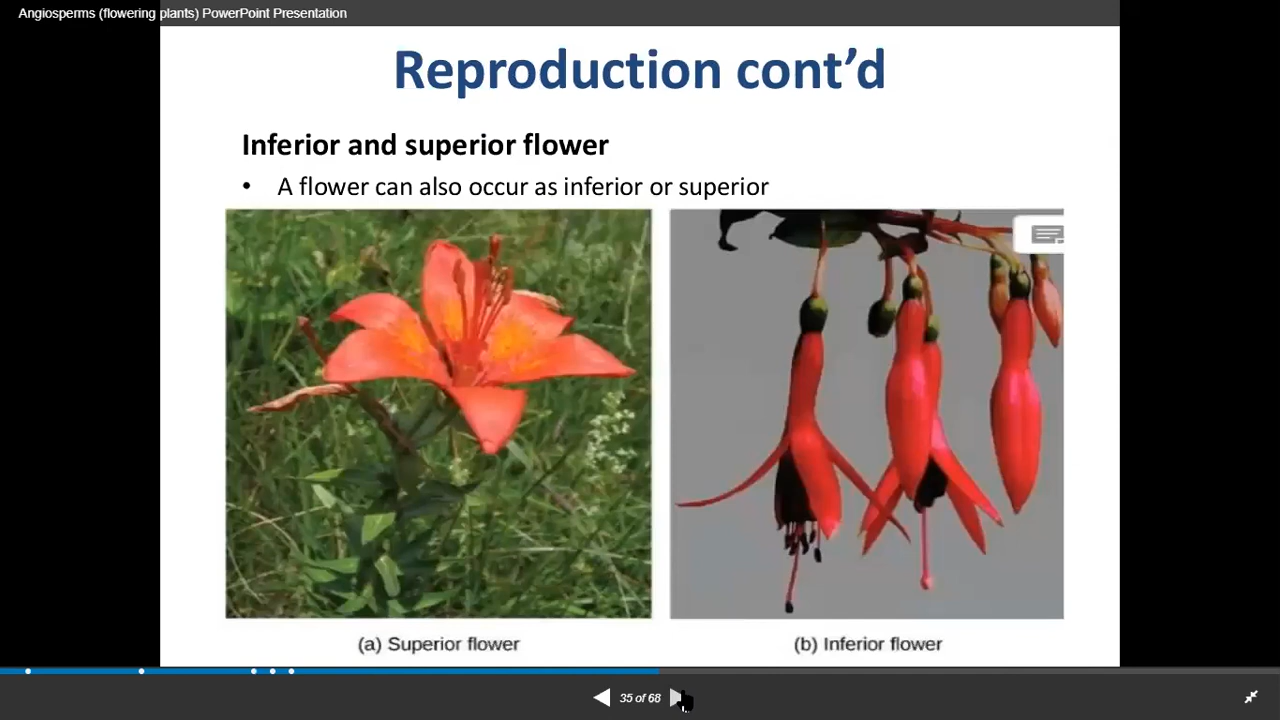 Angiosperms (flowering plants) PowerPoint Presentation
Reproduction cont’d
Inferior and superior flower
• A flower can also occur as inferior or superior
(a) Superior flower
(b) Inferior flower
35 of 68